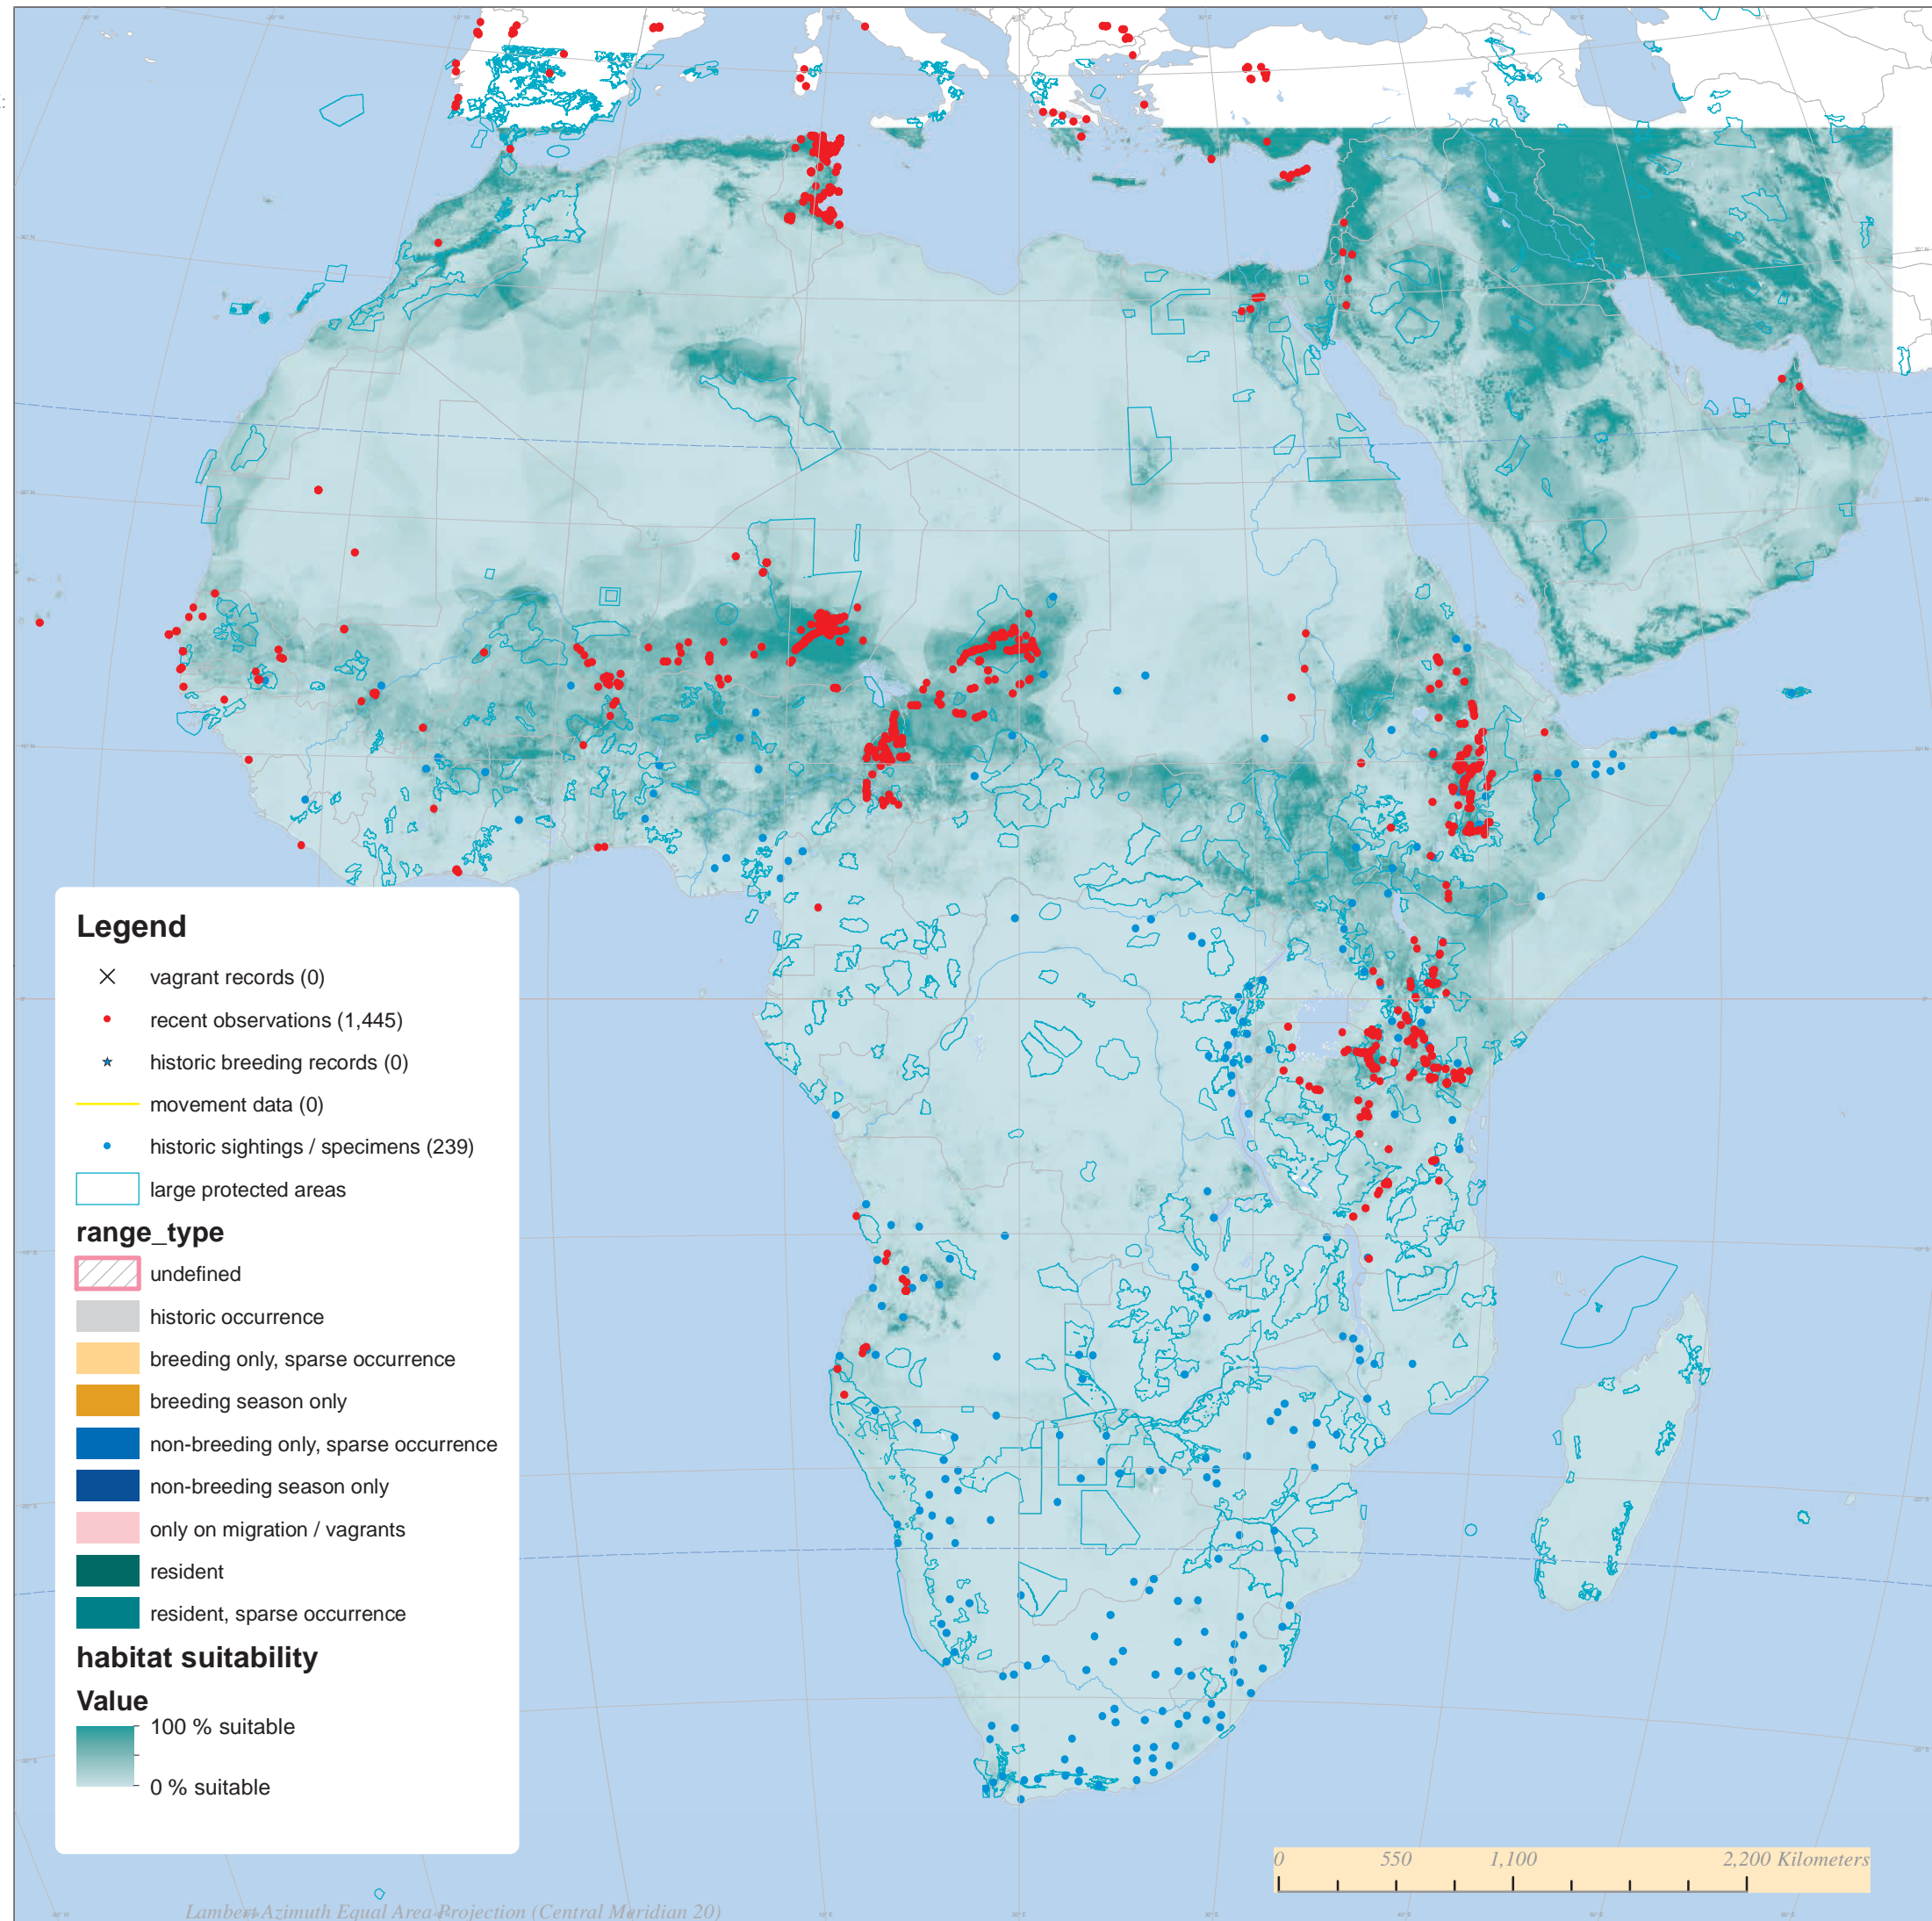 Legend
vagrant records (0)
recent observations (1,445)
historic breeding records (0)
movement data (0)
historic sightings / specimens (239)
large protected areas
range_type
undefined
historic occurrence
breeding only, sparse occurrence
breeding season only
non-breeding only, sparse occurrence
non-breeding season only
only on migration / vagrants
resident
resident, sparse occurrence
habitat suitability
Value
100 % suitable
0 % suitable
0 550 1,100 2,200 Kilometers
Lambert Azimuth Equal Area Projection (Central Meridian 20)